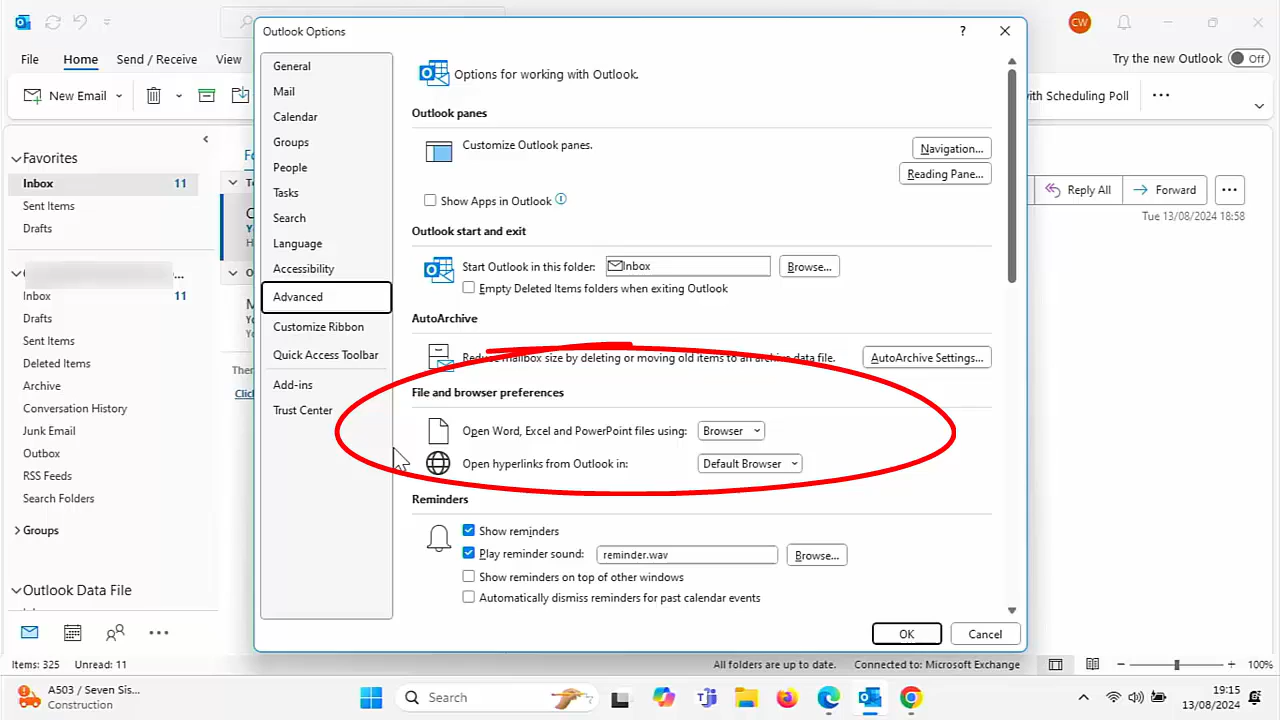 Outlook Options
?
CW
File
Home
Send / Receive
View
Try the new Outlook
Off
New Email
with Scheduling Poll
Favorites
Inbox 11
Sent Items
Drafts
...
Inbox 11
Drafts
Sent Items
Deleted Items
Archive
Conversation History
Junk Email
Outbox
RSS Feeds
Search Folders
Groups
Outlook Data File
General
Mail
Calendar
Groups
People
Tasks
Search
Language
Accessibility
Advanced
Customize Ribbon
Quick Access Toolbar
Add-ins
Trust Center
Options for working with Outlook.
Outlook panes
Customize Outlook panes.
Navigation...
Reading Pane...
Show Apps in Outlook
Outlook start and exit
Start Outlook in this folder:
Inbox
Browse...
Empty Deleted Items folders when exiting Outlook
AutoArchive
Reduce mailbox size by deleting or moving old items to an archive data file.
AutoArchive Settings...
File and browser preferences
Open Word, Excel and PowerPoint files using:
Browser
Open hyperlinks from Outlook in:
Default Browser
Reminders
Show reminders
Play reminder sound:
reminder.wav
Browse...
Show reminders on top of other windows
Automatically dismiss reminders for past calendar events
OK
Cancel
Reply All
Forward
Tue 13/08/2024 18:58
Items: 325
Unread: 11
All folders are up to date.
Connected to: Microsoft Exchange
100%
A503 / Seven Sis...
Construction
Search
19:15
13/08/2024